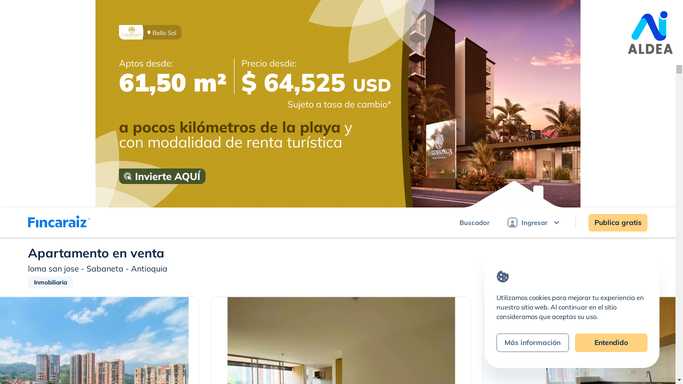 Bello Sol
Aptos desde:
61,50 m²
Precio desde:
$ 64,525 USD
Sujeto a tasa de cambio*
a pocos kilómetros de la playa y
con modalidad de renta turística
Invierte AQUÍ
ALDEA
Fincaraiz
Buscador
Ingresar
Publica gratis
Apartamento en venta
loma san jose - Sabaneta - Antioquia
Inmobiliaria
Utilizamos cookies para mejorar tu experiencia en
nuestro sitio web. Al continuar en el sitio
consideramos que aceptas su uso.
Más información
Entendido